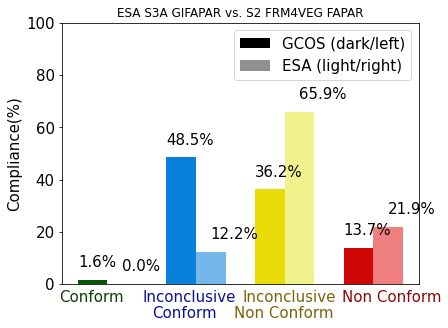 ESA S3A GIFAPAR vs. S2 FRM4VEG FAPAR
Compliance(%)
100
80
60
40
20
0
GCOS (dark/left)
ESA (light/right)
1.6%
0.0%
48.5%
12.2%
36.2%
65.9%
13.7%
21.9%
Conform
Inconclusive
Conform
Inconclusive
Non Conform
Non Conform